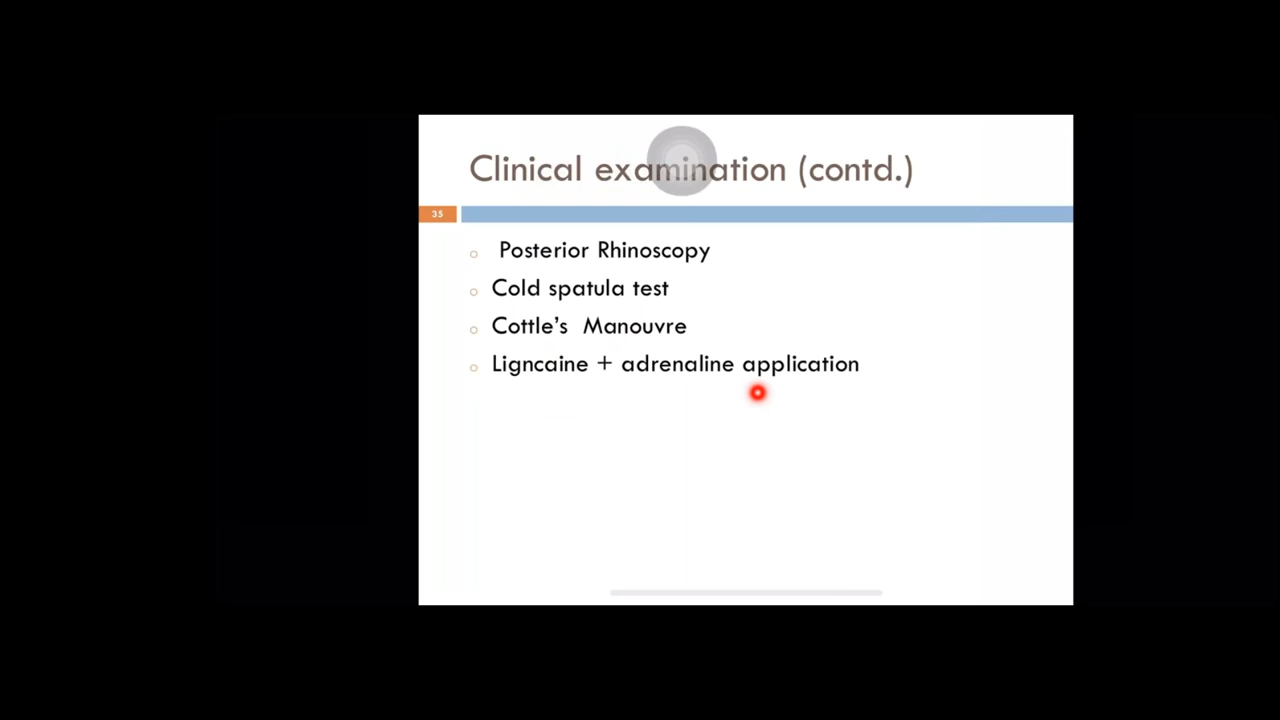 Clinical examination (contd.)
35
Posterior Rhinoscopy
Cold spatula test
Cottle's Manouvre
Ligncaine + adrenaline application